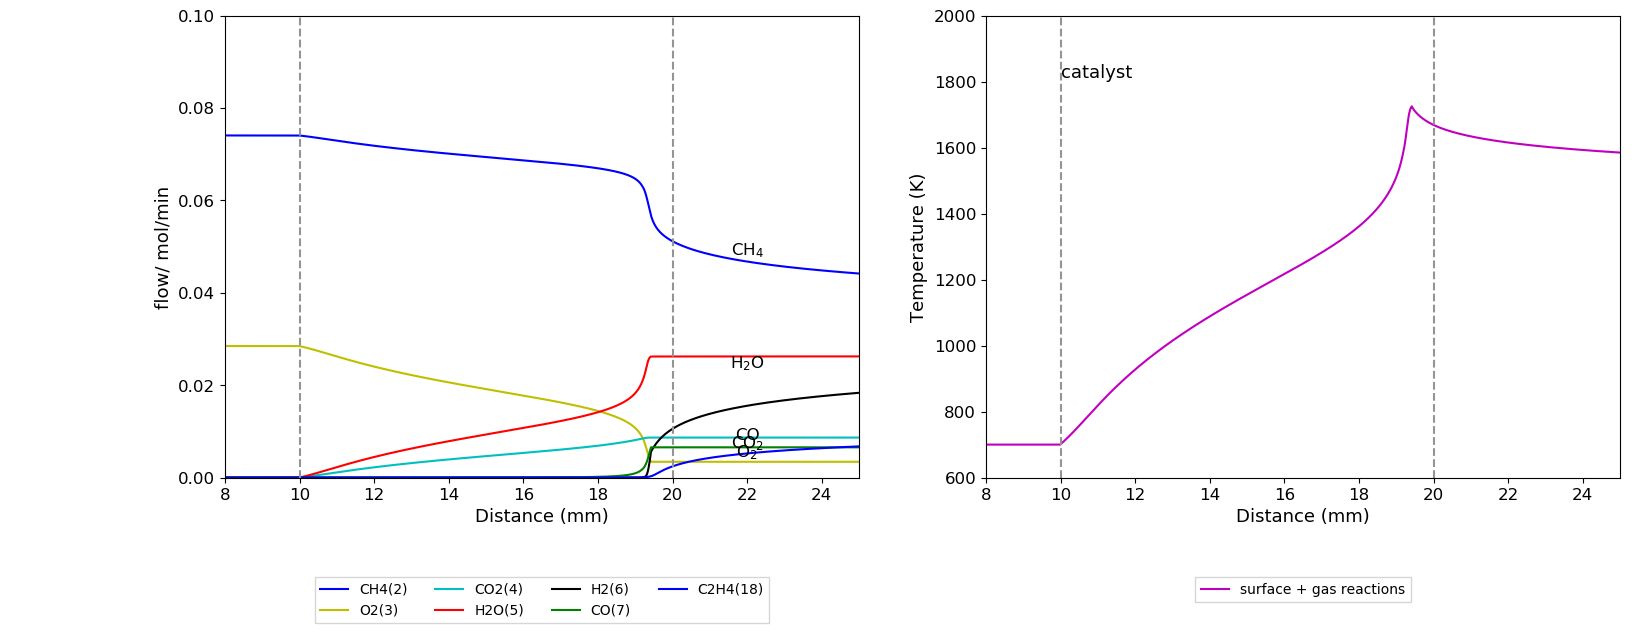 0.10
0.08
0.06
0.04
0.02
0.00
flow/ mol/min
CH₄
H₂O
CO
CO₂
O₂
8 10 12 14 16 18 20 22 24
Distance (mm)
CH4(2) CO2(4) H2(6) C2H4(18)
O2(3) H2O(5) CO(7)
2000
1800
1600
1400
1200
1000
800
600
Temperature (K)
catalyst
8 10 12 14 16 18 20 22 24
Distance (mm)
surface + gas reactions